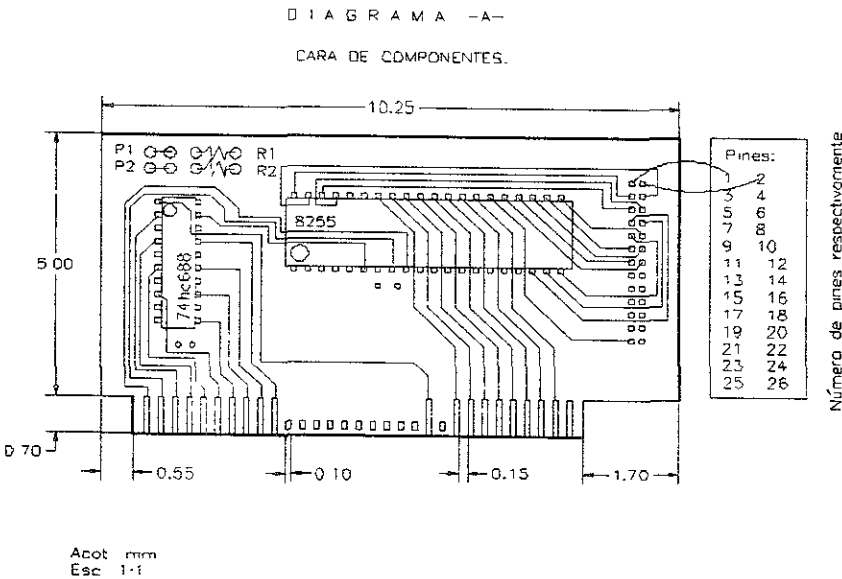 DIAGRAMA -A-
CARA DE COMPONENTES.
10.25
P1
R1
P2
R2
8255
74hc688
5.00
0.70
0.55
0.10
0.15
1.70
Pines:
1 2
3 4
5 6
7 8
9 10
11 12
13 14
15 16
17 18
19 20
21 22
23 24
25 26
Número de pines respectivamente
Acot mm
Esc 1:1